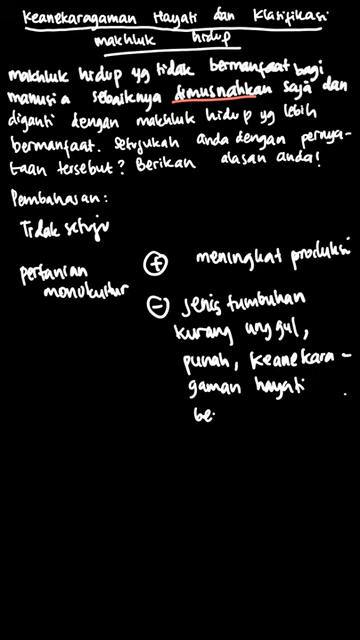 Keanekaragaman Hayati dan Klasifikasi
makhluk hidup
makhluk hidup yg tidak bermanfaat bagi
manusia sebaiknya dimusnahkan saja dan
diganti dengan makhluk hidup yg lebih
bermanfaat. Setujukah anda dengan pernya-
taan tersebut? Berikan alasan anda!
Pembahasan:
Tidak setuju
pertanian
monokultur
+ meningkat produksi
- jenis tumbuhan
kurang unggul,
punah, keanekara-
gaman hayati
be